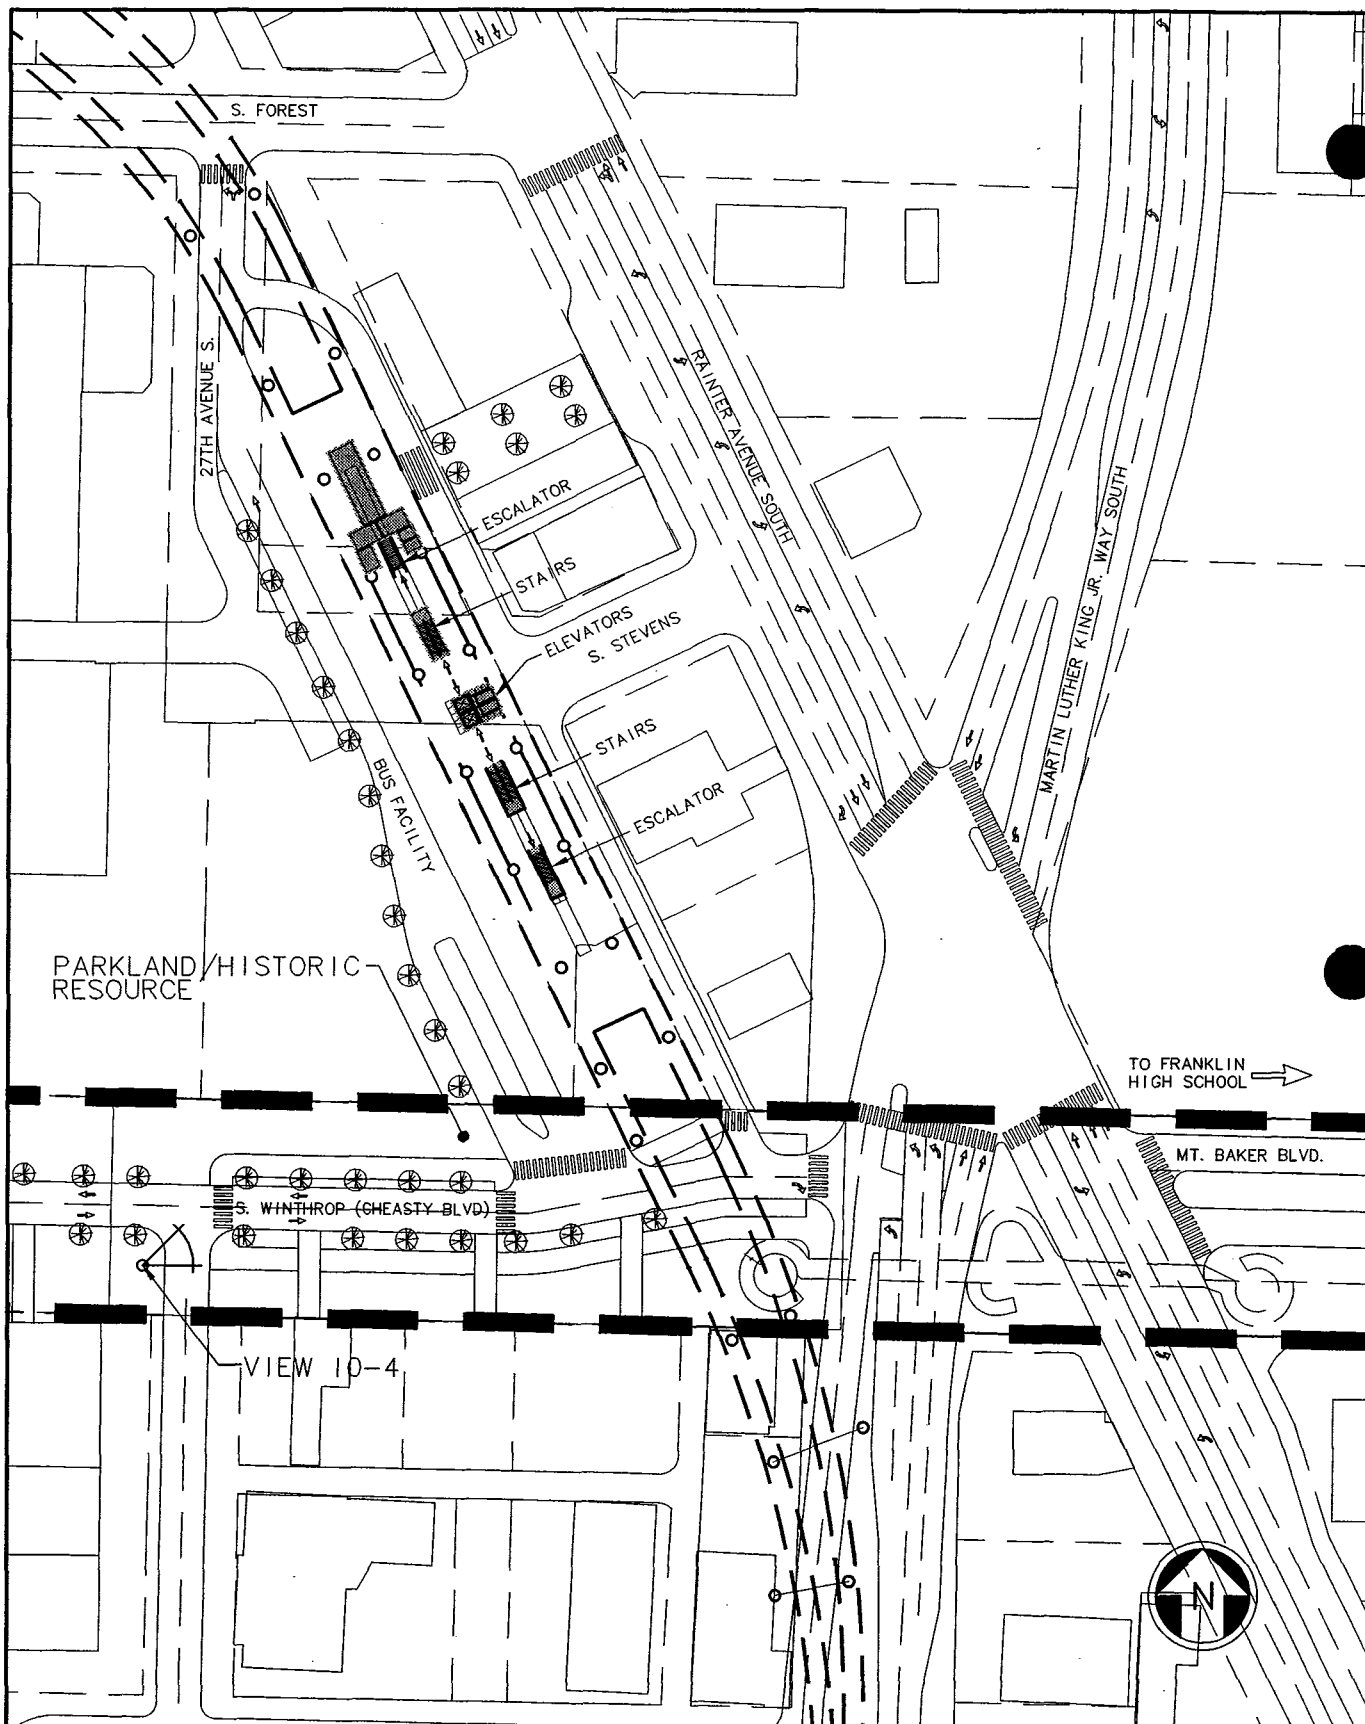 S. FOREST
27TH AVENUE S.
RAINIER AVENUE SOUTH
MARTIN LUTHER KING JR. WAY SOUTH
ESCALATOR
STAIRS
ELEVATORS
S. STEVENS
STAIRS
ESCALATOR
BUS FACILITY
PARKLAND/HISTORIC
RESOURCE
TO FRANKLIN
HIGH SCHOOL
MT. BAKER BLVD.
S. WINTHROP (CHEASTY BLVD)
VIEW 10-4
N